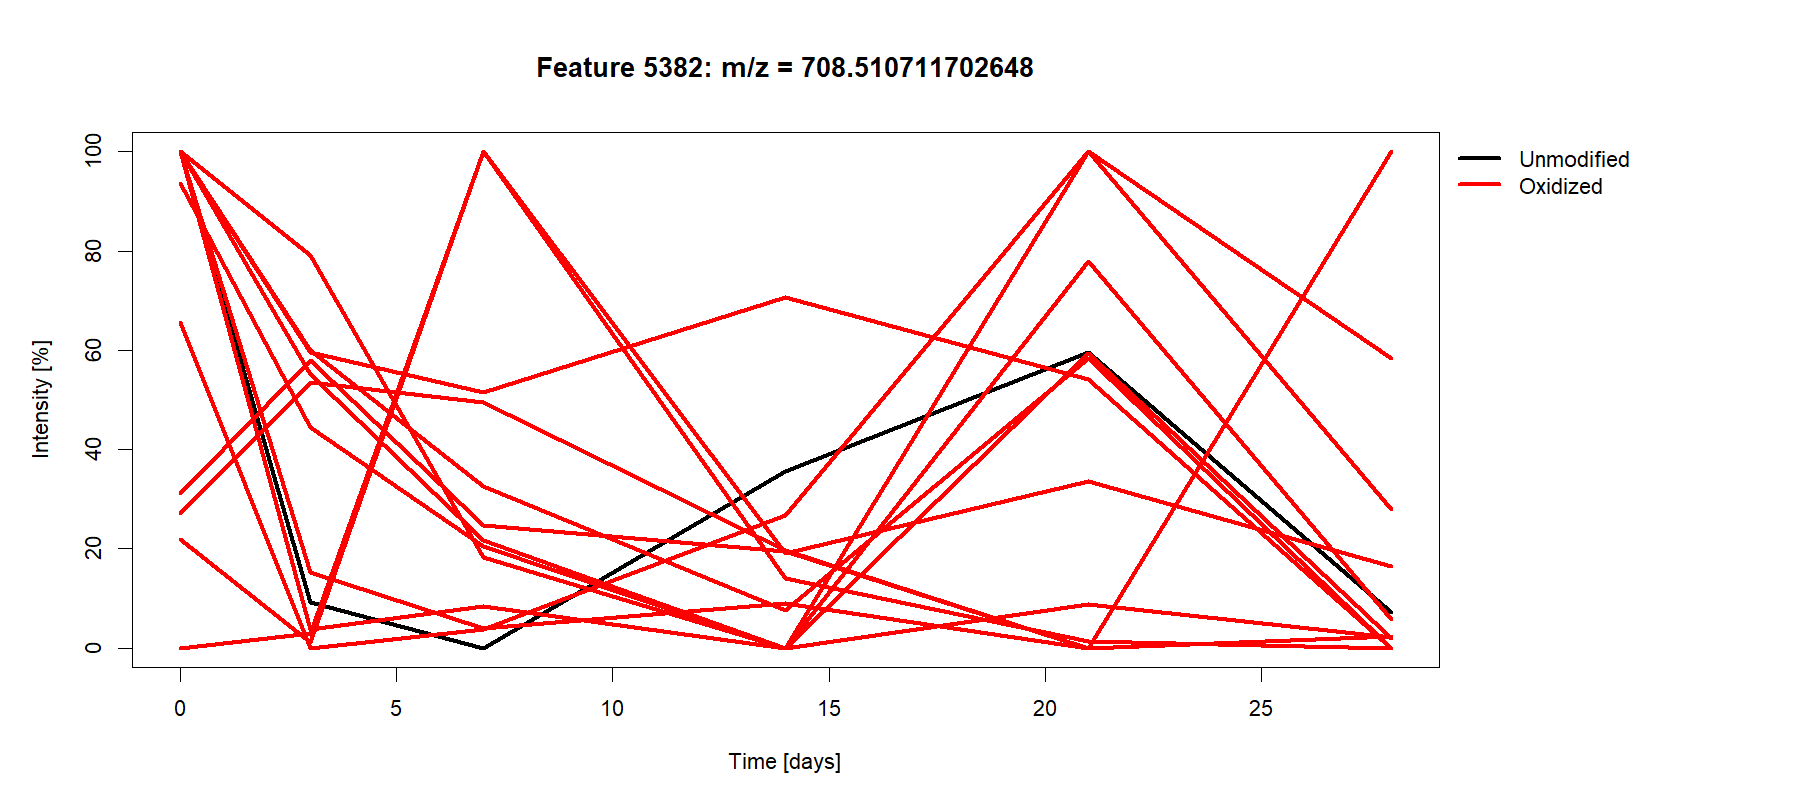 Feature 5382: m/z = 708.510711702648
Unmodified
Oxidized
Intensity [%]
100
80
60
40
20
0
0 5 10 15 20 25
Time [days]